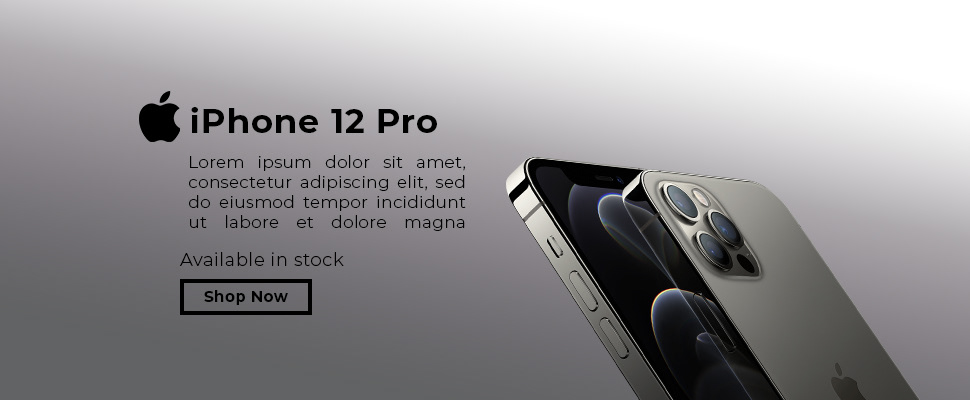 iPhone 12 Pro
Lorem ipsum dolor sit amet,
consectetur adipiscing elit, sed
do eiusmod tempor incididunt
ut labore et dolore magna
Available in stock
Shop Now